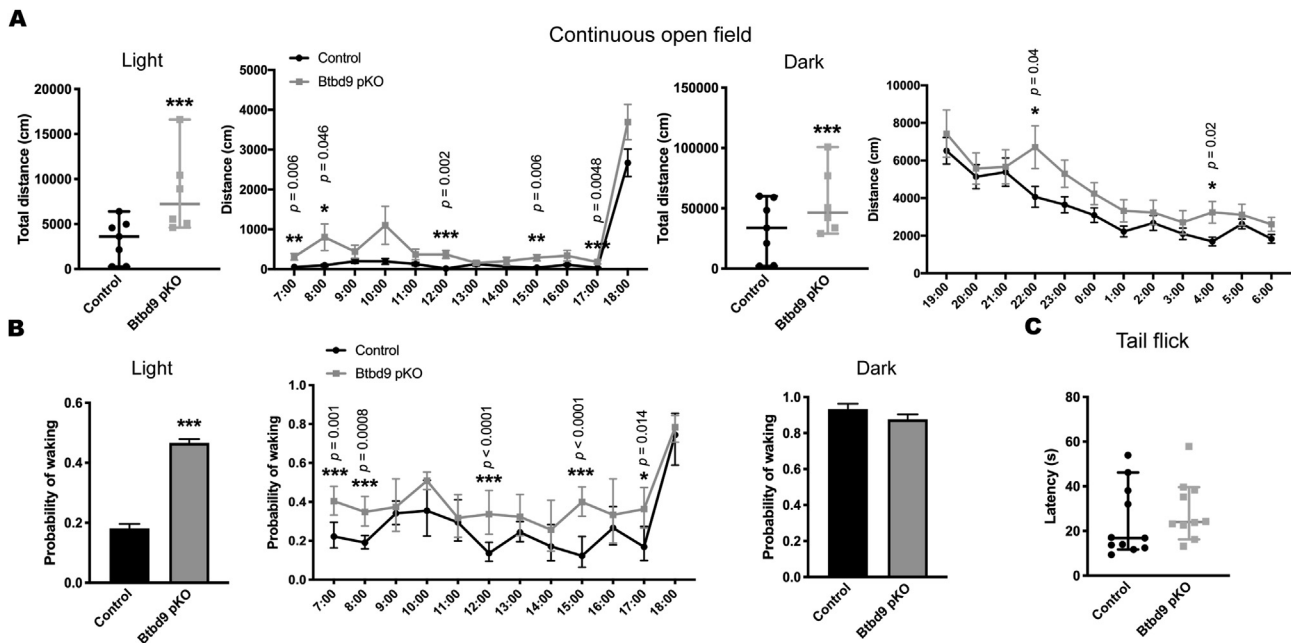 A
Continuous open field
Light
Total distance (cm)
20000
15000
10000
5000
0
***
Control
Btbd9 pKO
Control
Btbd9 pKO
Distance (cm)
5000
4000
3000
2000
1000
0
p = 0.006
**
p = 0.046
*
p = 0.002
***
p = 0.006
**
p = 0.0048
***
7:00
8:00
9:00
10:00
11:00
12:00
13:00
14:00
15:00
16:00
17:00
18:00
Dark
Total distance (cm)
150000
100000
50000
0
***
Control
Btbd9 pKO
Distance (cm)
10000
8000
6000
4000
2000
0
p = 0.04
*
p = 0.02
*
19:00
20:00
21:00
22:00
23:00
0:00
1:00
2:00
3:00
4:00
5:00
6:00
B
Light
Probability of waking
0.6
0.4
0.2
0.0
***
Control
Btbd9 pKO
Control
Btbd9 pKO
Probability of waking
1.0
0.8
0.6
0.4
0.2
0.0
p = 0.001
***
p = 0.0008
***
p < 0.0001
***
p < 0.0001
***
p = 0.014
*
7:00
8:00
9:00
10:00
11:00
12:00
13:00
14:00
15:00
16:00
17:00
18:00
Dark
Probability of waking
1.0
0.8
0.6
0.4
0.2
0.0
Control
Btbd9 pKO
C
Tail flick
Latency (s)
80
60
40
20
0
Control
Btbd9 pKO